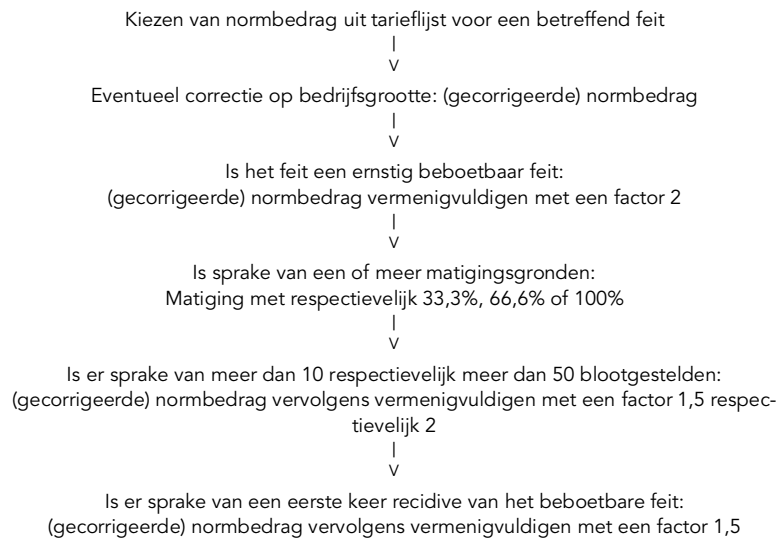 Kiezen van normbedrag uit tarieflijst voor een betreffend feit
|
V
Eventueel correctie op bedrijfsgrootte: (gecorrigeerde) normbedrag
|
V
Is het feit een ernstig beboetbaar feit:
(gecorrigeerde) normbedrag vermenigvuldigen met een factor 2
|
V
Is sprake van een of meer matigingsgronden:
Matiging met respectievelijk 33,3%, 66,6% of 100%
|
V
Is er sprake van meer dan 10 respectievelijk meer dan 50 blootgestelden:
(gecorrigeerde) normbedrag vervolgens vermenigvuldigen met een factor 1,5 respec-
tievelijk 2
|
V
Is er sprake van een eerste keer recidive van het beboetbare feit:
(gecorrigeerde) normbedrag vervolgens vermenigvuldigen met een factor 1,5